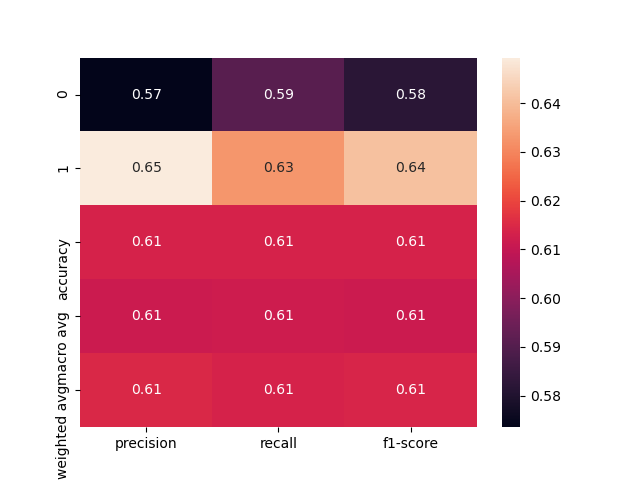 0 0.57 0.59 0.58
1 0.65 0.63 0.64
accuracy 0.61 0.61 0.61
macro avg 0.61 0.61 0.61
weighted avg 0.61 0.61 0.61
precision recall f1-score
0.64
0.63
0.62
0.61
0.60
0.59
0.58